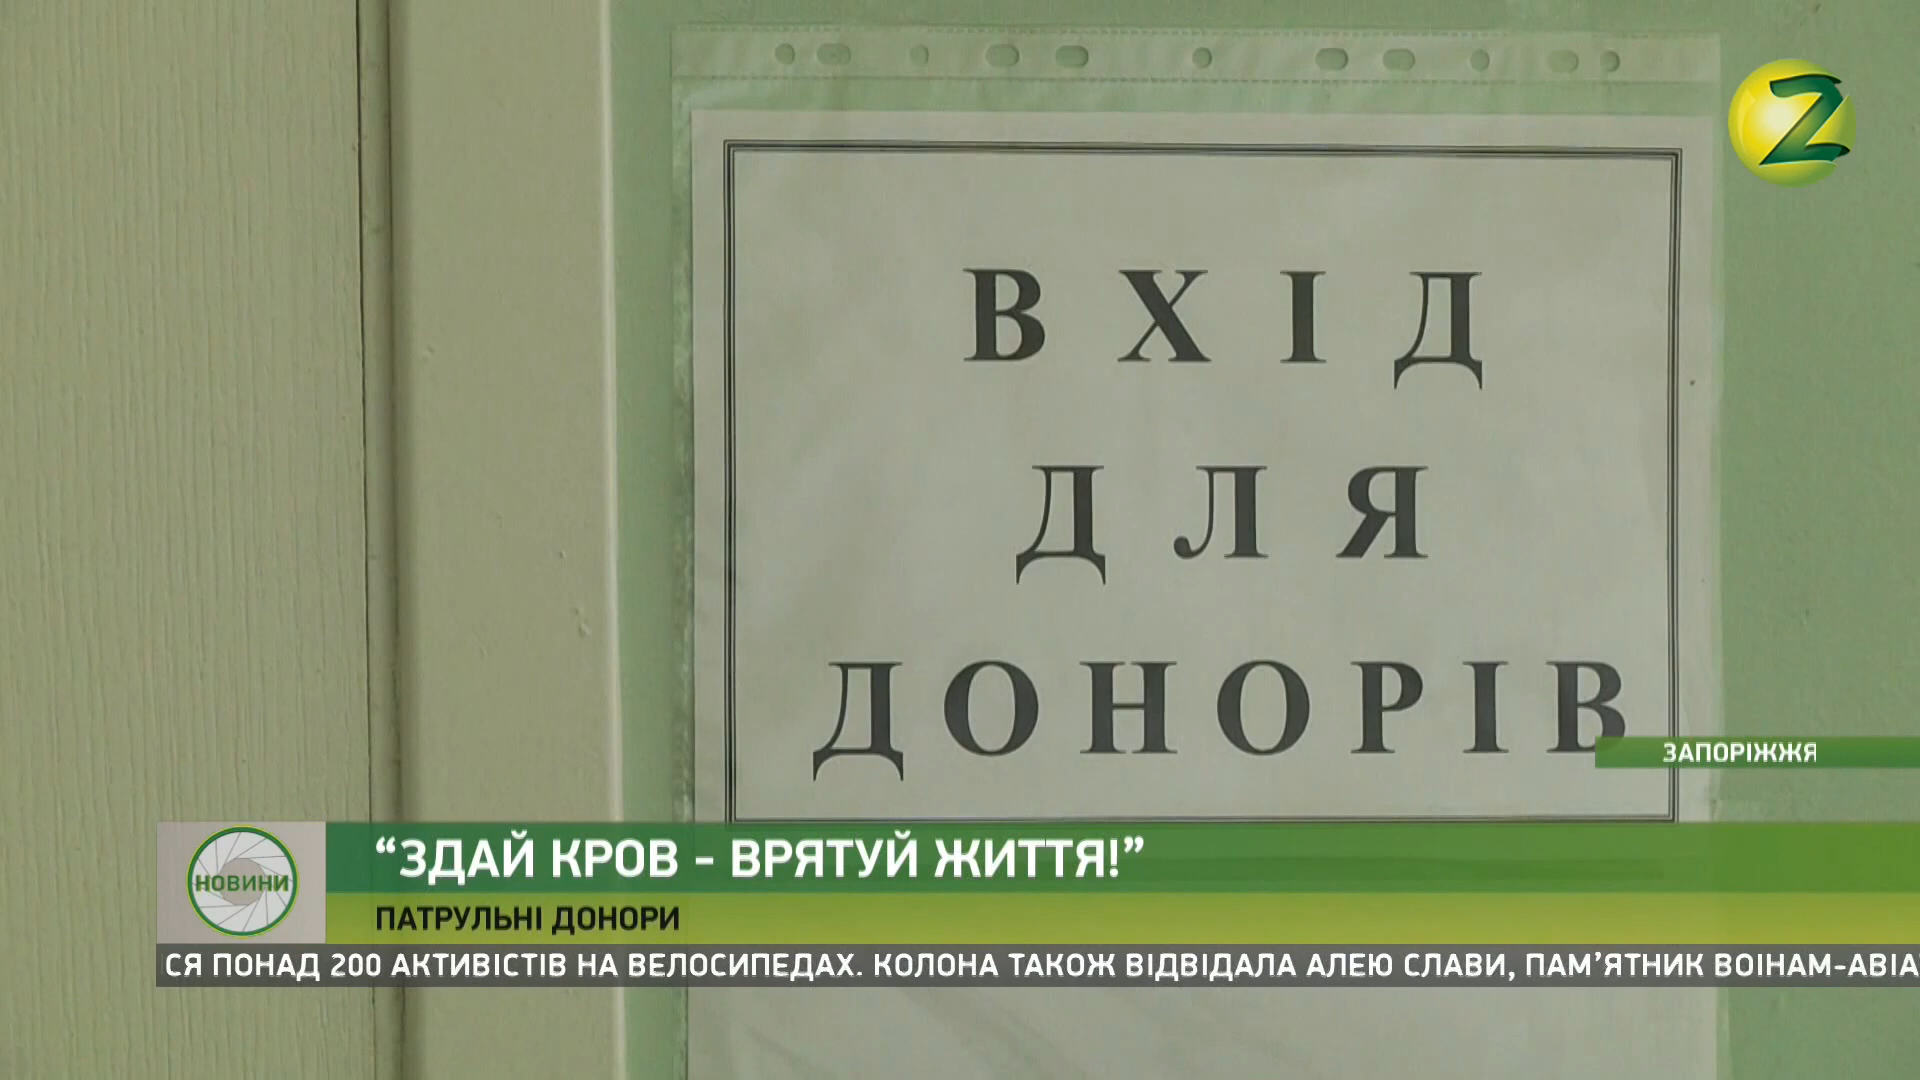 Z
ВХІД
ДЛЯ
ДОНОРІВ
ЗАПОРІЖЖЯ
НОВИНИ
“ЗДАЙ КРОВ - ВРЯТУЙ ЖИТТЯ!”
ПАТРУЛЬНІ ДОНОРИ
СЯ ПОНАД 200 АКТИВІСТІВ НА ВЕЛОСИПЕДАХ. КОЛОНА ТАКОЖ ВІДВІДАЛА АЛЕЮ СЛАВИ, ПАМ’ЯТНИК ВОІНАМ-АВІА